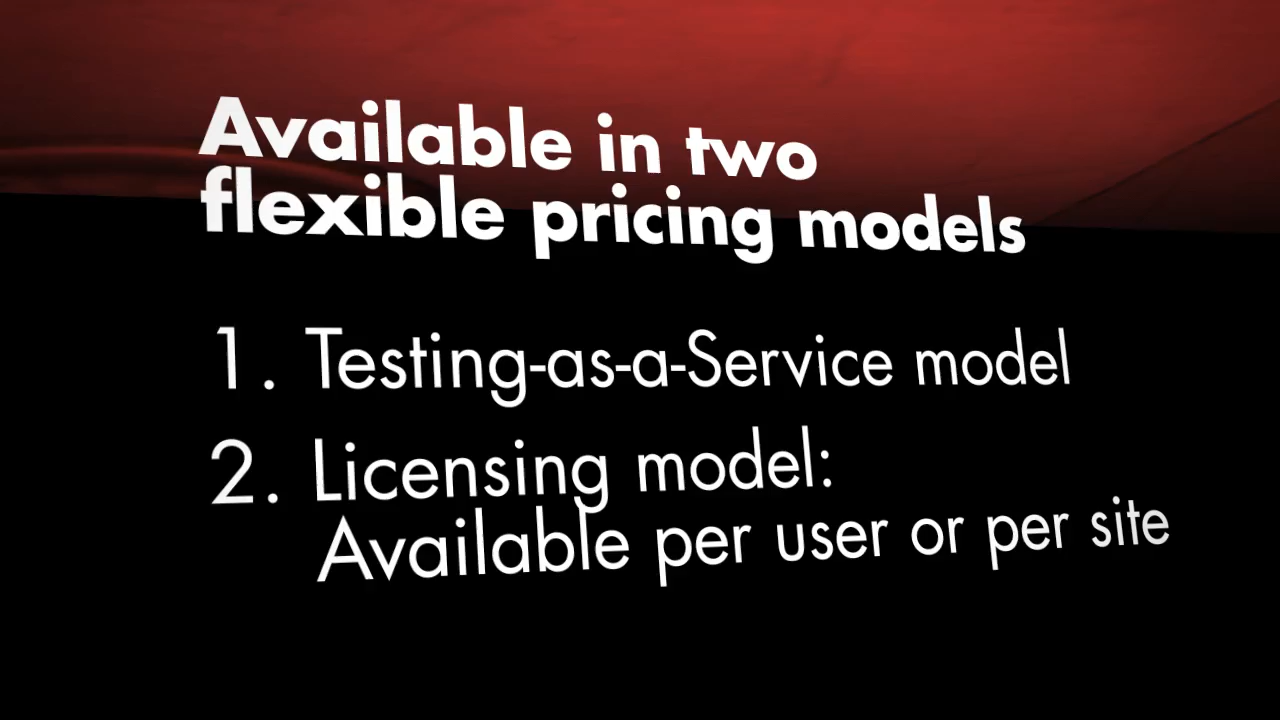 Available in two
flexible pricing models
1. Testing-as-a-Service model
2. Licensing model:
Available per user or per site